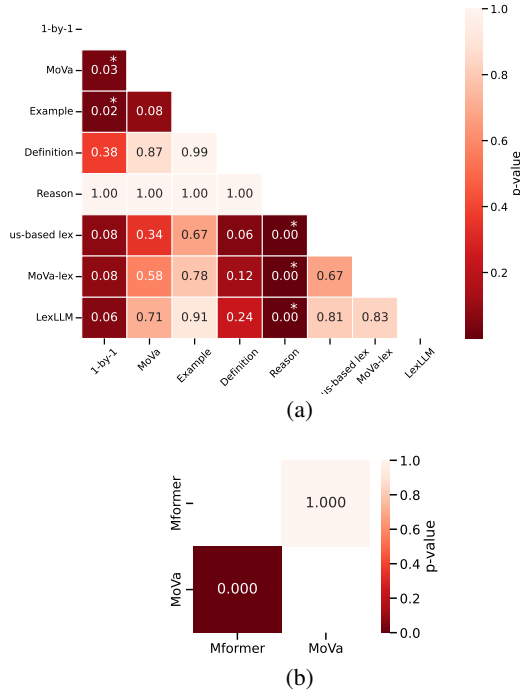 1-by-1
MoVa 0.03*
Example 0.02* 0.08
Definition 0.38 0.87 0.99
Reason 1.00 1.00 1.00 1.00
us-based lex 0.08 0.34 0.67 0.06 0.00*
MoVa-lex 0.08 0.58 0.78 0.12 0.00* 0.67
LexLLM 0.06 0.71 0.91 0.24 0.00* 0.81 0.83
1-by-1 MoVa Example Definition Reason us-based lex MoVa-lex LexLLM
1.0
0.8
0.6
0.4
0.2
p-value
(a)
Mformer 1.000
MoVa 0.000
Mformer MoVa
1.0
0.8
0.6
0.4
0.2
0.0
p-value
(b)